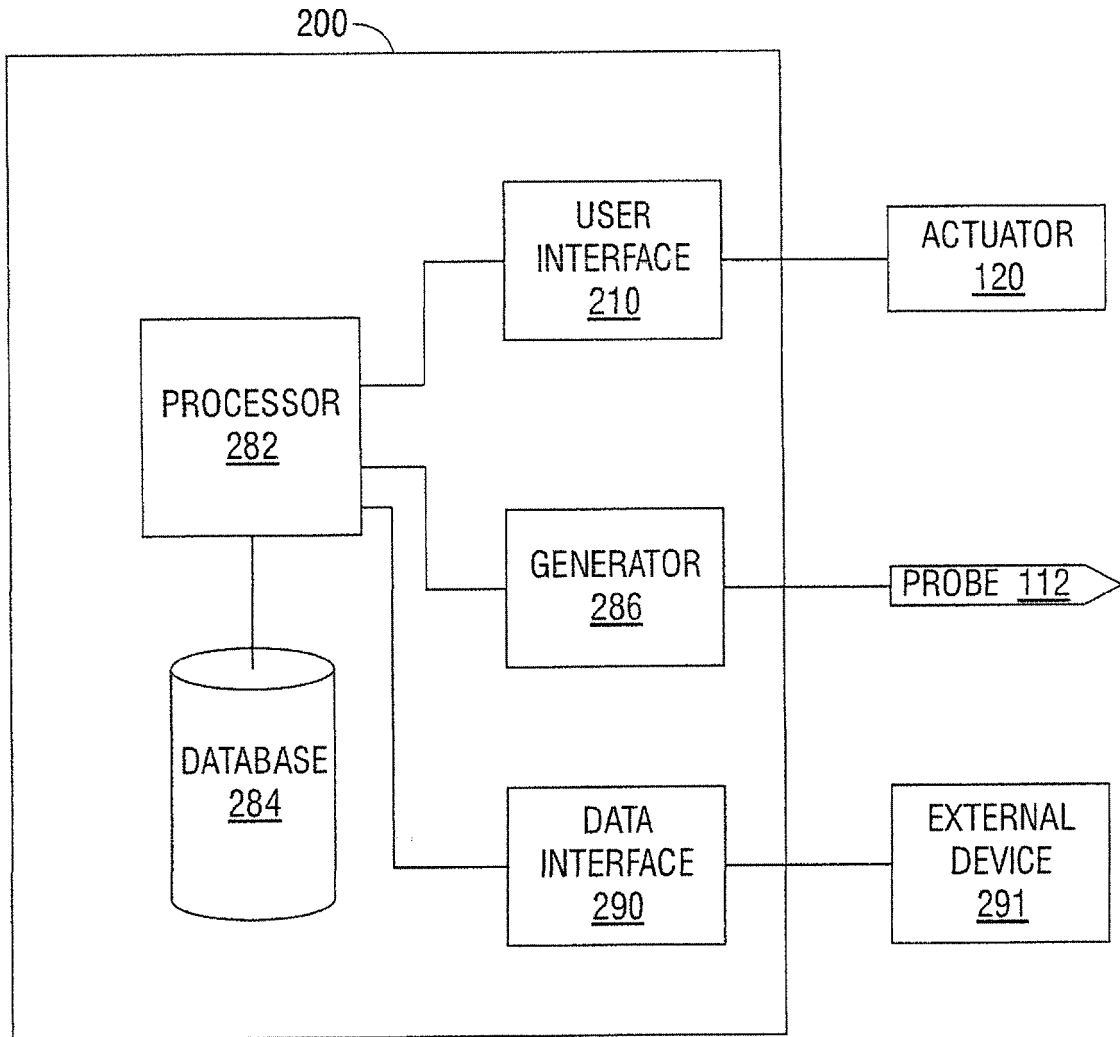 200
USER
INTERFACE
210
ACTUATOR
120
PROCESSOR
282
GENERATOR
286
PROBE 112
DATABASE
284
DATA
INTERFACE
290
EXTERNAL
DEVICE
291